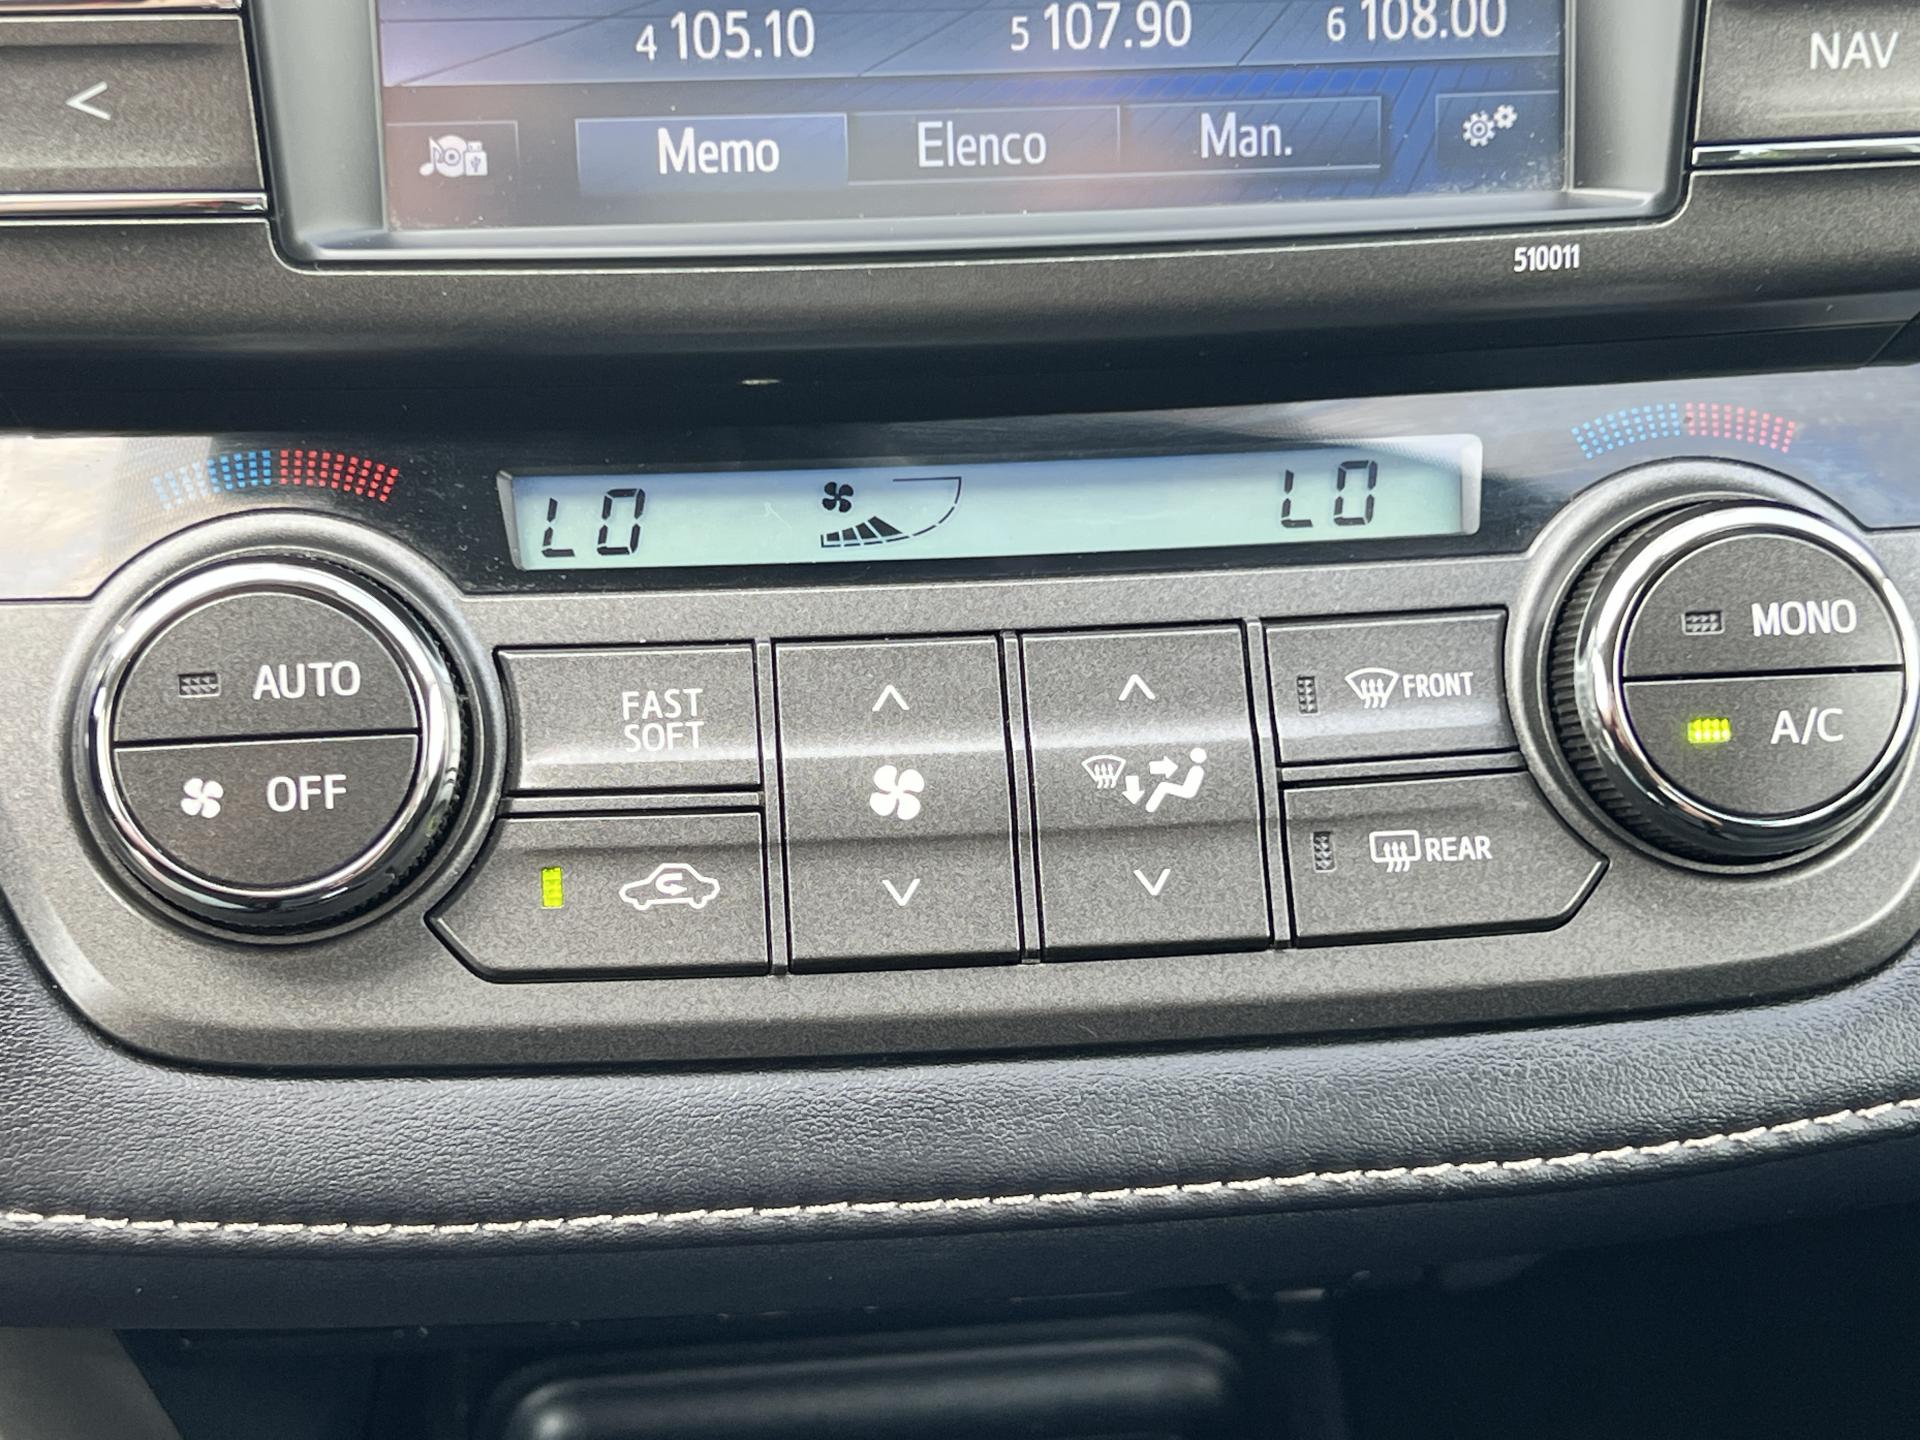 4 105.10 5 107.90 6 108.00
NAV
<
Memo Elenco Man.
510011
LO LO
AUTO
OFF
FAST
SOFT
FRONT
REAR
MONO
A/C